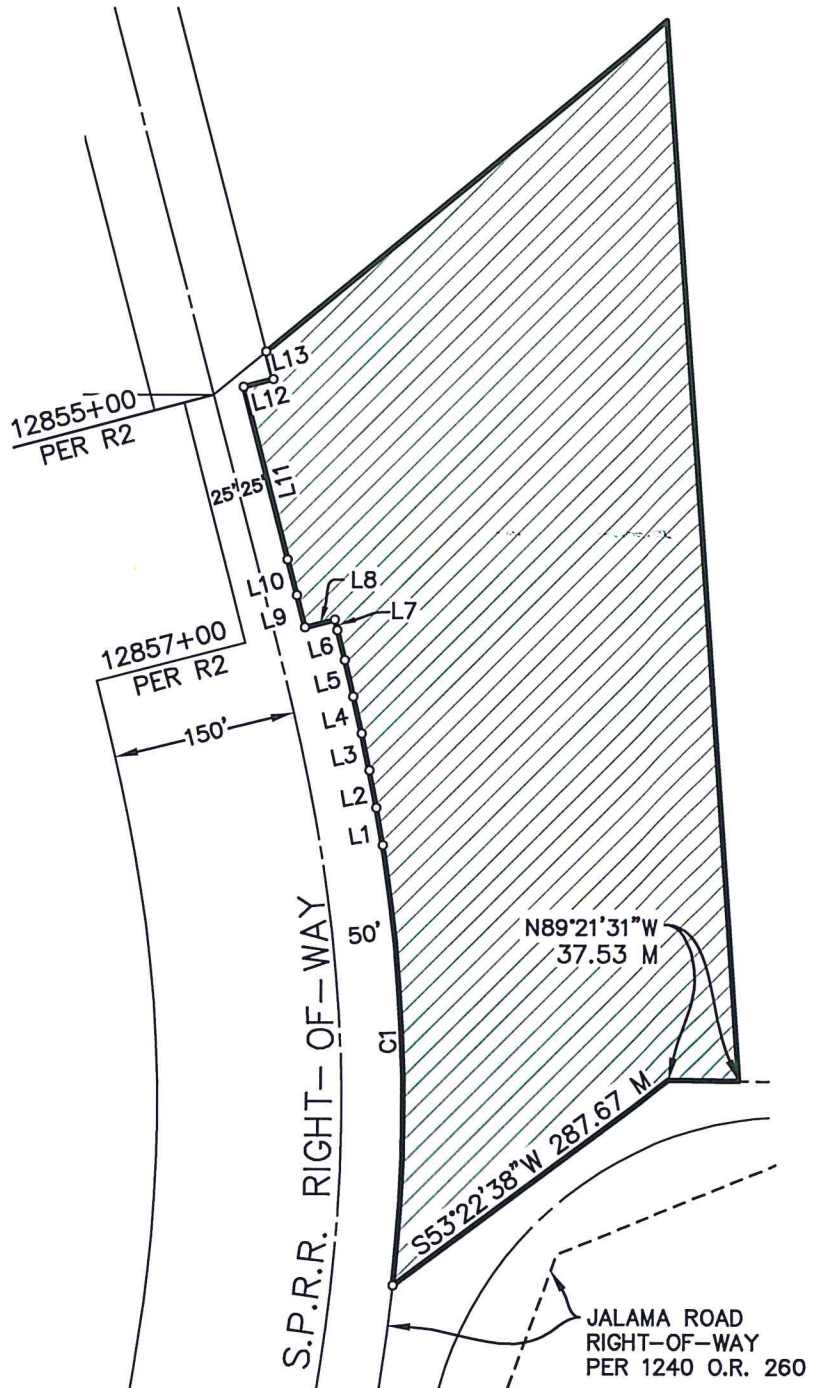 L13
L12
12855+00
PER R2
L11
25' 25'
L10
L8
L9
L7
12857+00
PER R2
L6
L5
150'
L4
L3
L2
L1
N89°21'31"W
37.53 M
50'
C1
S.P.R.R. RIGHT-OF-WAY
S53°22'38"W 287.67 M
JALAMA ROAD
RIGHT-OF-WAY
PER 1240 O.R. 260